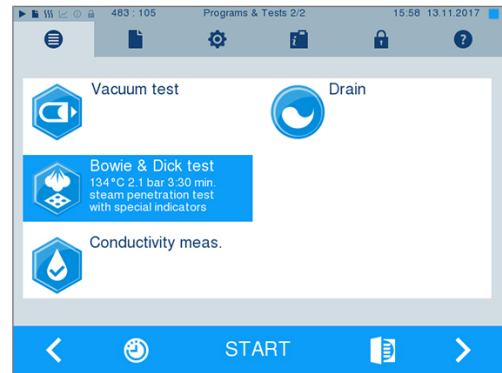 483 : 105 Programs & Tests 2/2 15:58 13.11.2017
Vacuum test
Drain
Bowie & Dick test
134°C 2.1 bar 3:30 min.
steam penetration test
with special indicators
Conductivity meas.
START